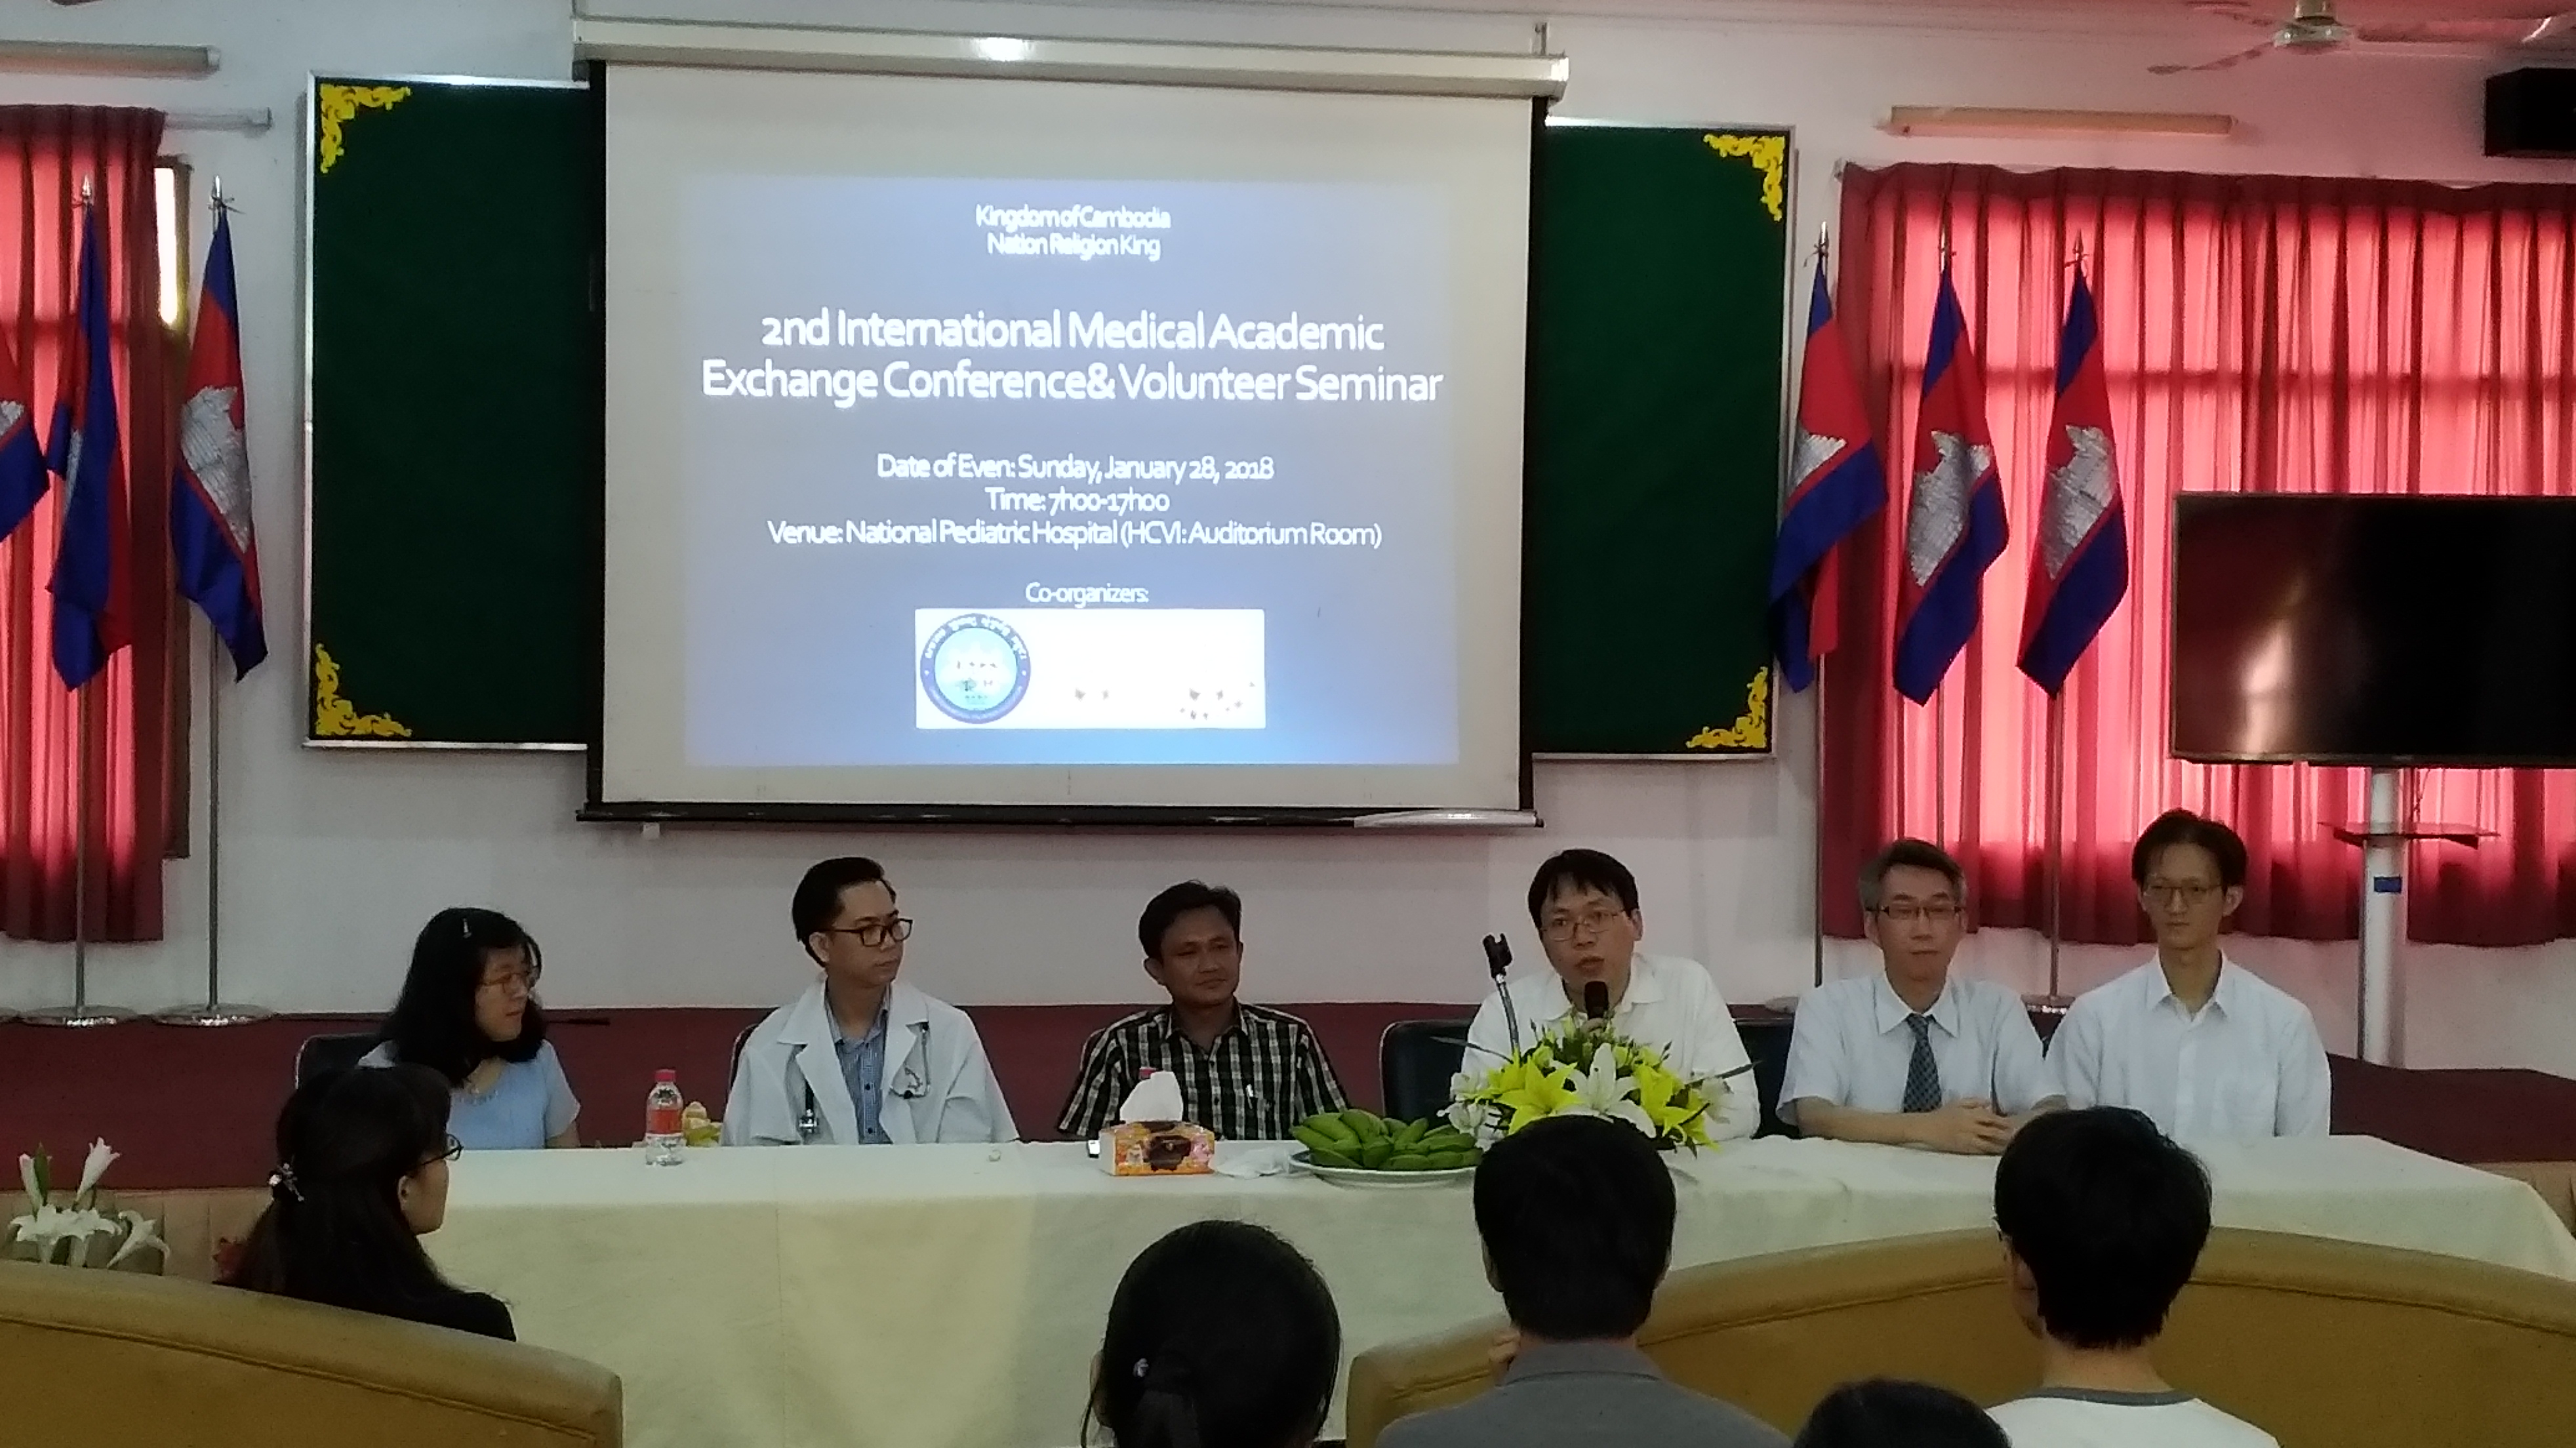 Kingdom of Cambodia
Nation Religion King
2nd International Medical Academic
Exchange Conference& Volunteer Seminar
Date of Even: Sunday, January 28, 2018
Time: 7h00-17h00
Venue: National Pediatric Hospital (HCVI: Auditorium Room)
Co-organizers: